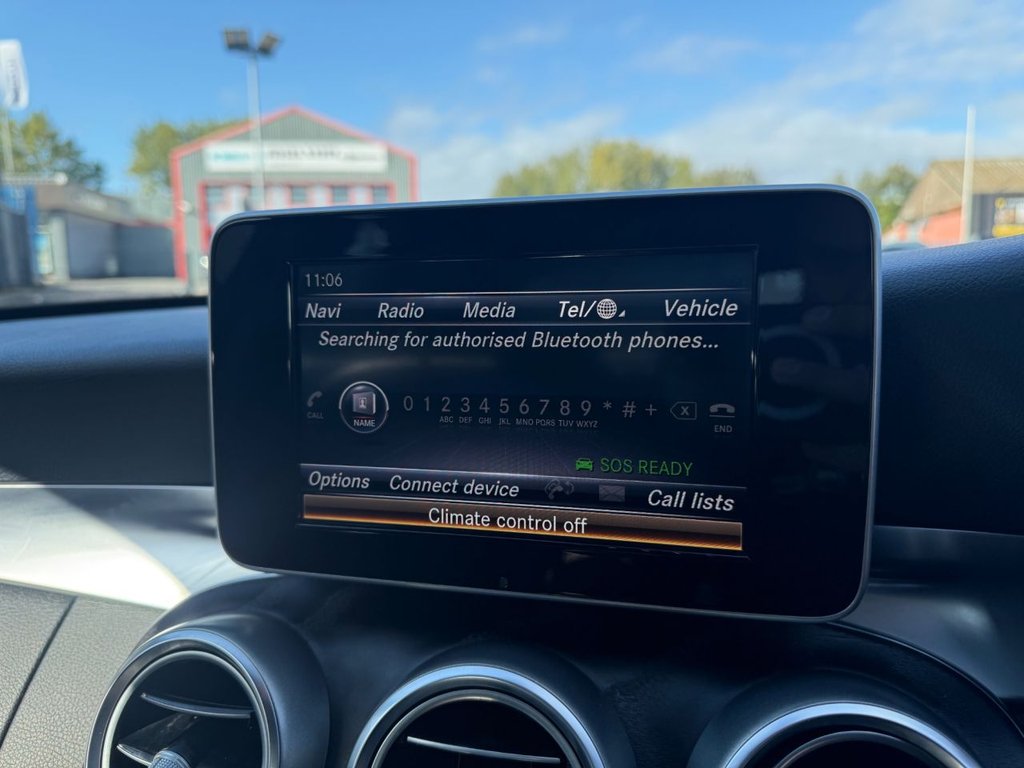 11:06
Navi Radio Media Tel/ Vehicle
Searching for authorised Bluetooth phones...
CALL NAME 0 1 2 3 4 5 6 7 8 9 * # + X END
ABC DEF GHI JKL MNO PQRS TUV WXYZ
SOS READY
Options Connect device Call lists
Climate control off